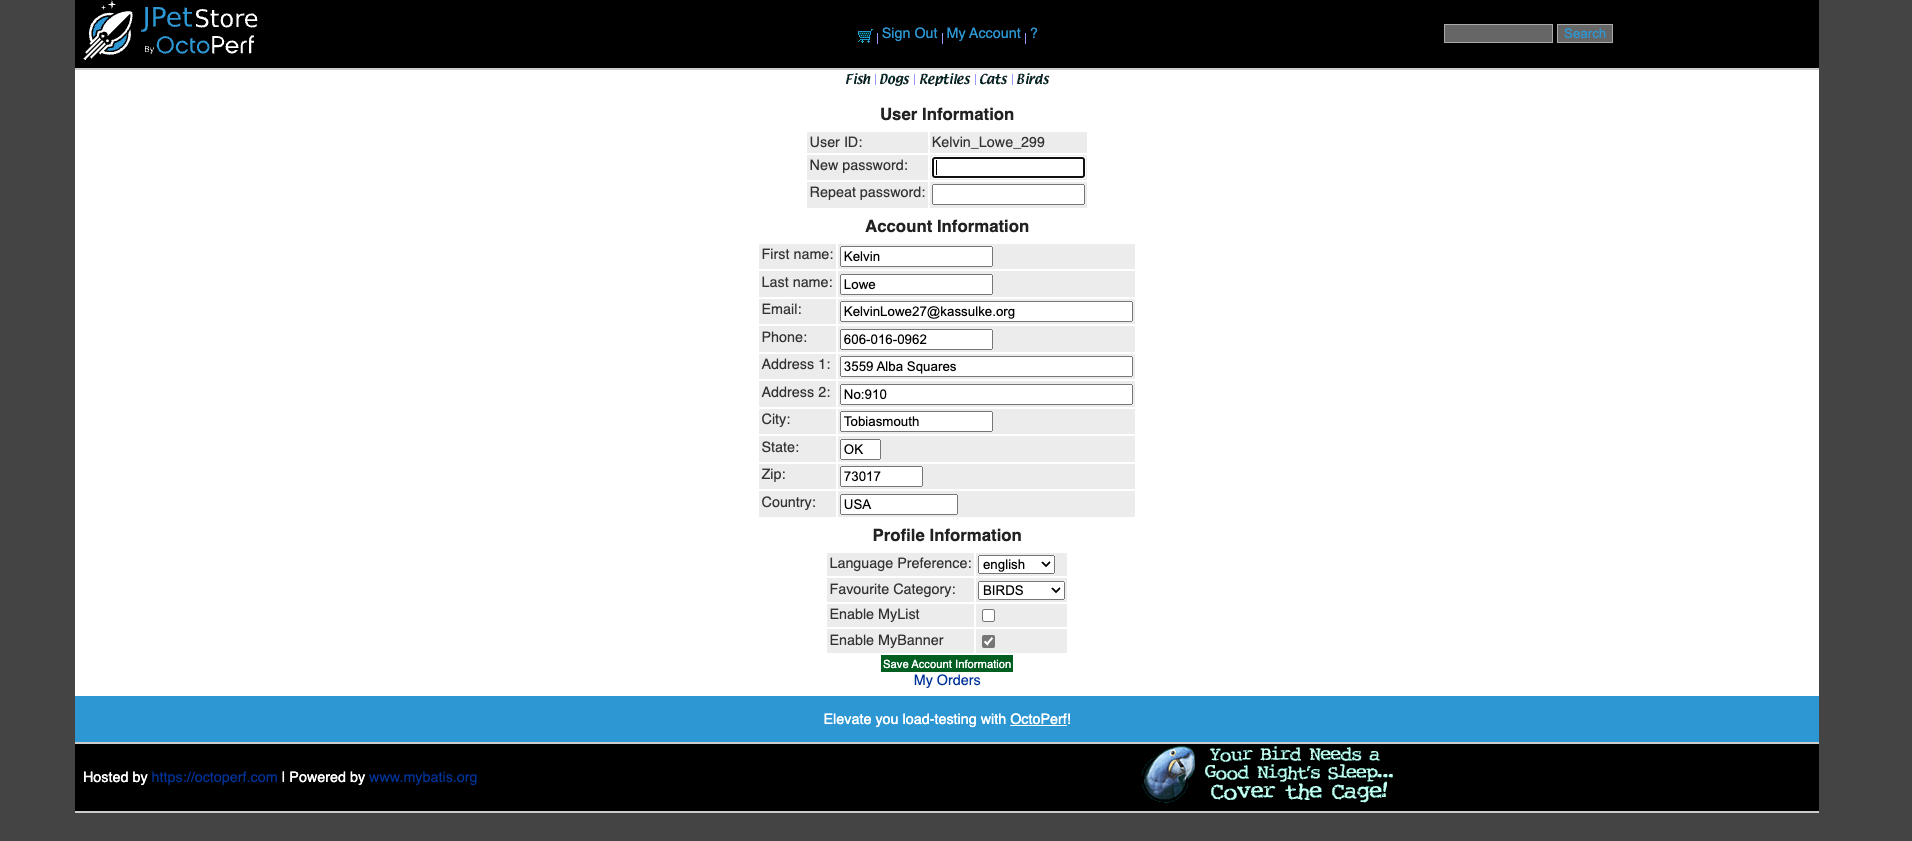 JPetStore
By OctoPerf
Sign Out | My Account | ?
Search
Fish | Dogs | Reptiles | Cats | Birds
User Information
User ID: Kelvin_Lowe_299
New password:
Repeat password:
Account Information
First name: Kelvin
Last name: Lowe
Email: KelvinLowe27@kassulke.org
Phone: 606-016-0962
Address 1: 3559 Alba Squares
Address 2: No:910
City: Tobiasmouth
State: OK
Zip: 73017
Country: USA
Profile Information
Language Preference: english
Favourite Category: BIRDS
Enable MyList
Enable MyBanner
Save Account Information
My Orders
Elevate you load-testing with OctoPerf!
Hosted by https://octoperf.com | Powered by www.mybatis.org
Your Bird Needs a
Good Night's Sleep...
Cover the Cage!